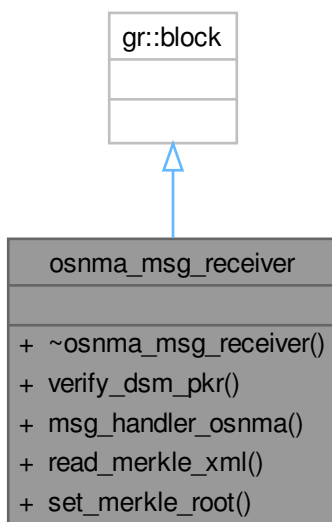 gr::block
osnma_msg_receiver
+ ~osnma_msg_receiver()
+ verify_dsm_pkr()
+ msg_handler_osnma()
+ read_merkle_xml()
+ set_merkle_root()